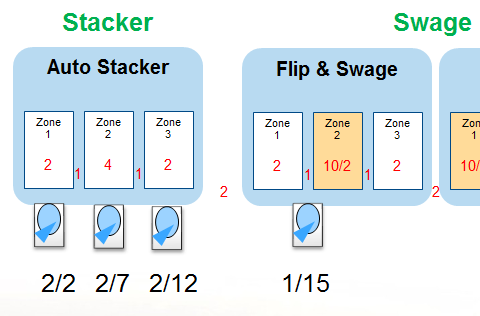 Stacker
Swage
Auto Stacker
Flip & Swage
Zone 1
Zone 2
Zone 3
Zone 1
Zone 2
Zone 3
Zone 1
2
1
4
1
2
2
2
1
10/2
1
2
2
10/
2/2
2/7
2/12
1/15